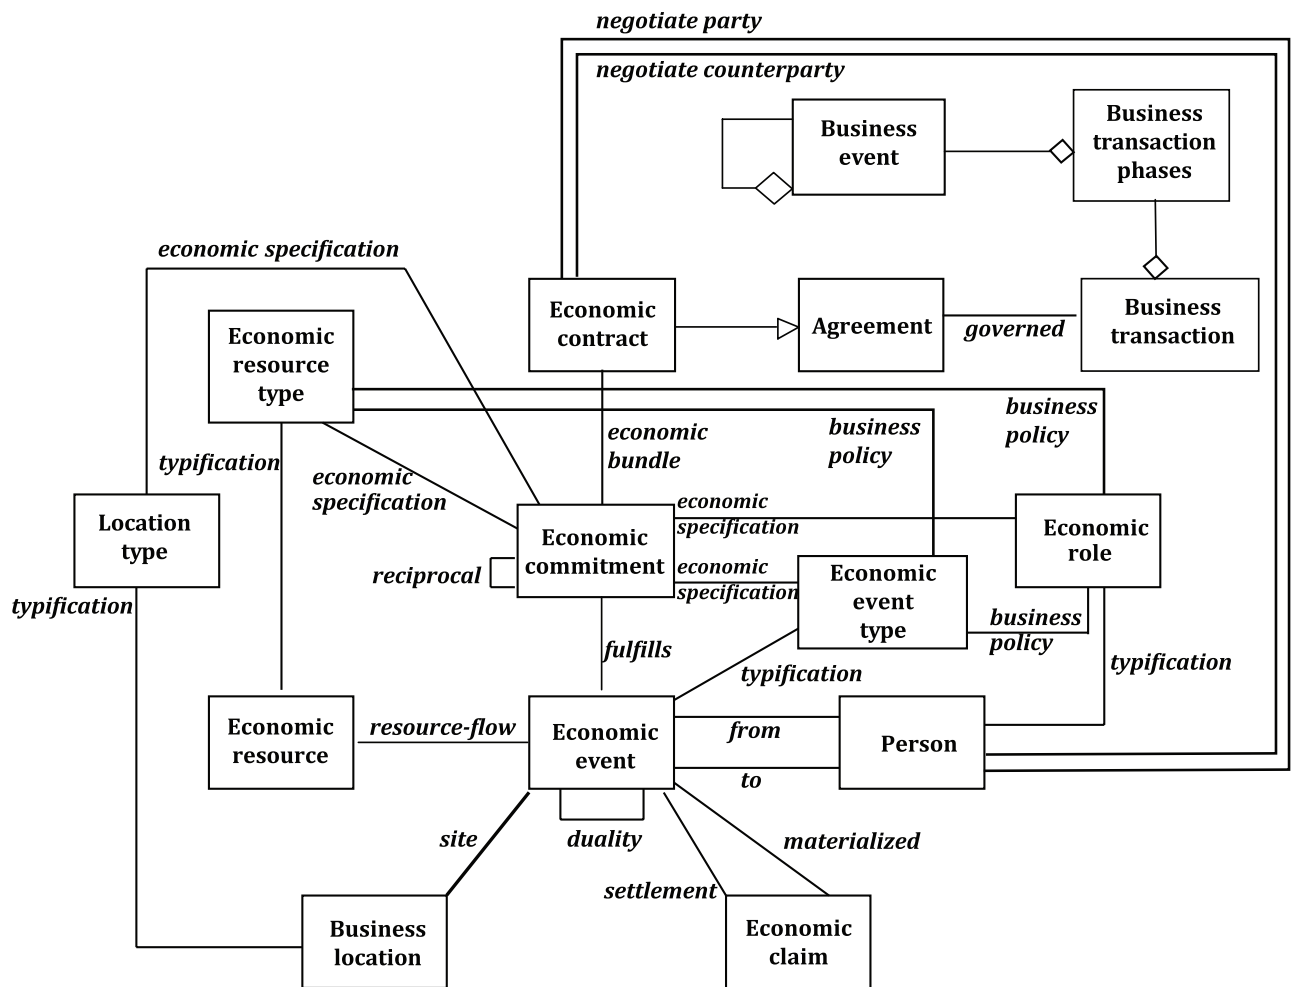 negotiate party
negotiate counterparty
Business
event
Business
transaction
phases
economic specification
Economic
contract
Agreement
governed
Business
transaction
Economic
resource
type
business
policy
business
policy
economic
bundle
typification
economic
specification
Location
type
economic
specification
Economic
commitment
reciprocal
economic
specification
Economic
role
Economic
event
type
typification
business
policy
fulfills
typification
typification
Economic
resource
resource-flow
Economic
event
from
to
Person
site
duality
materialized
settlement
Business
location
Economic
claim